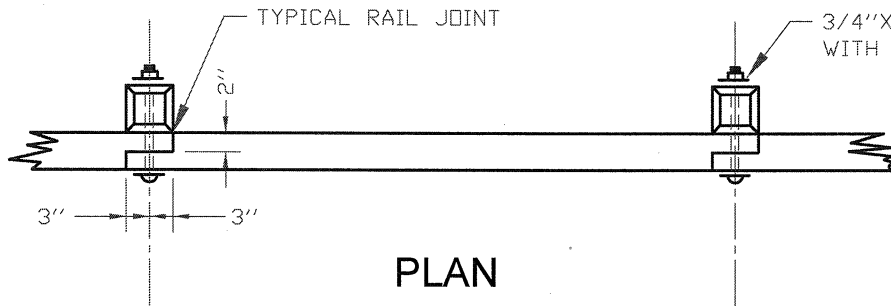 TYPICAL RAIL JOINT
3/4''X
WITH
2''
3''
3''
PLAN